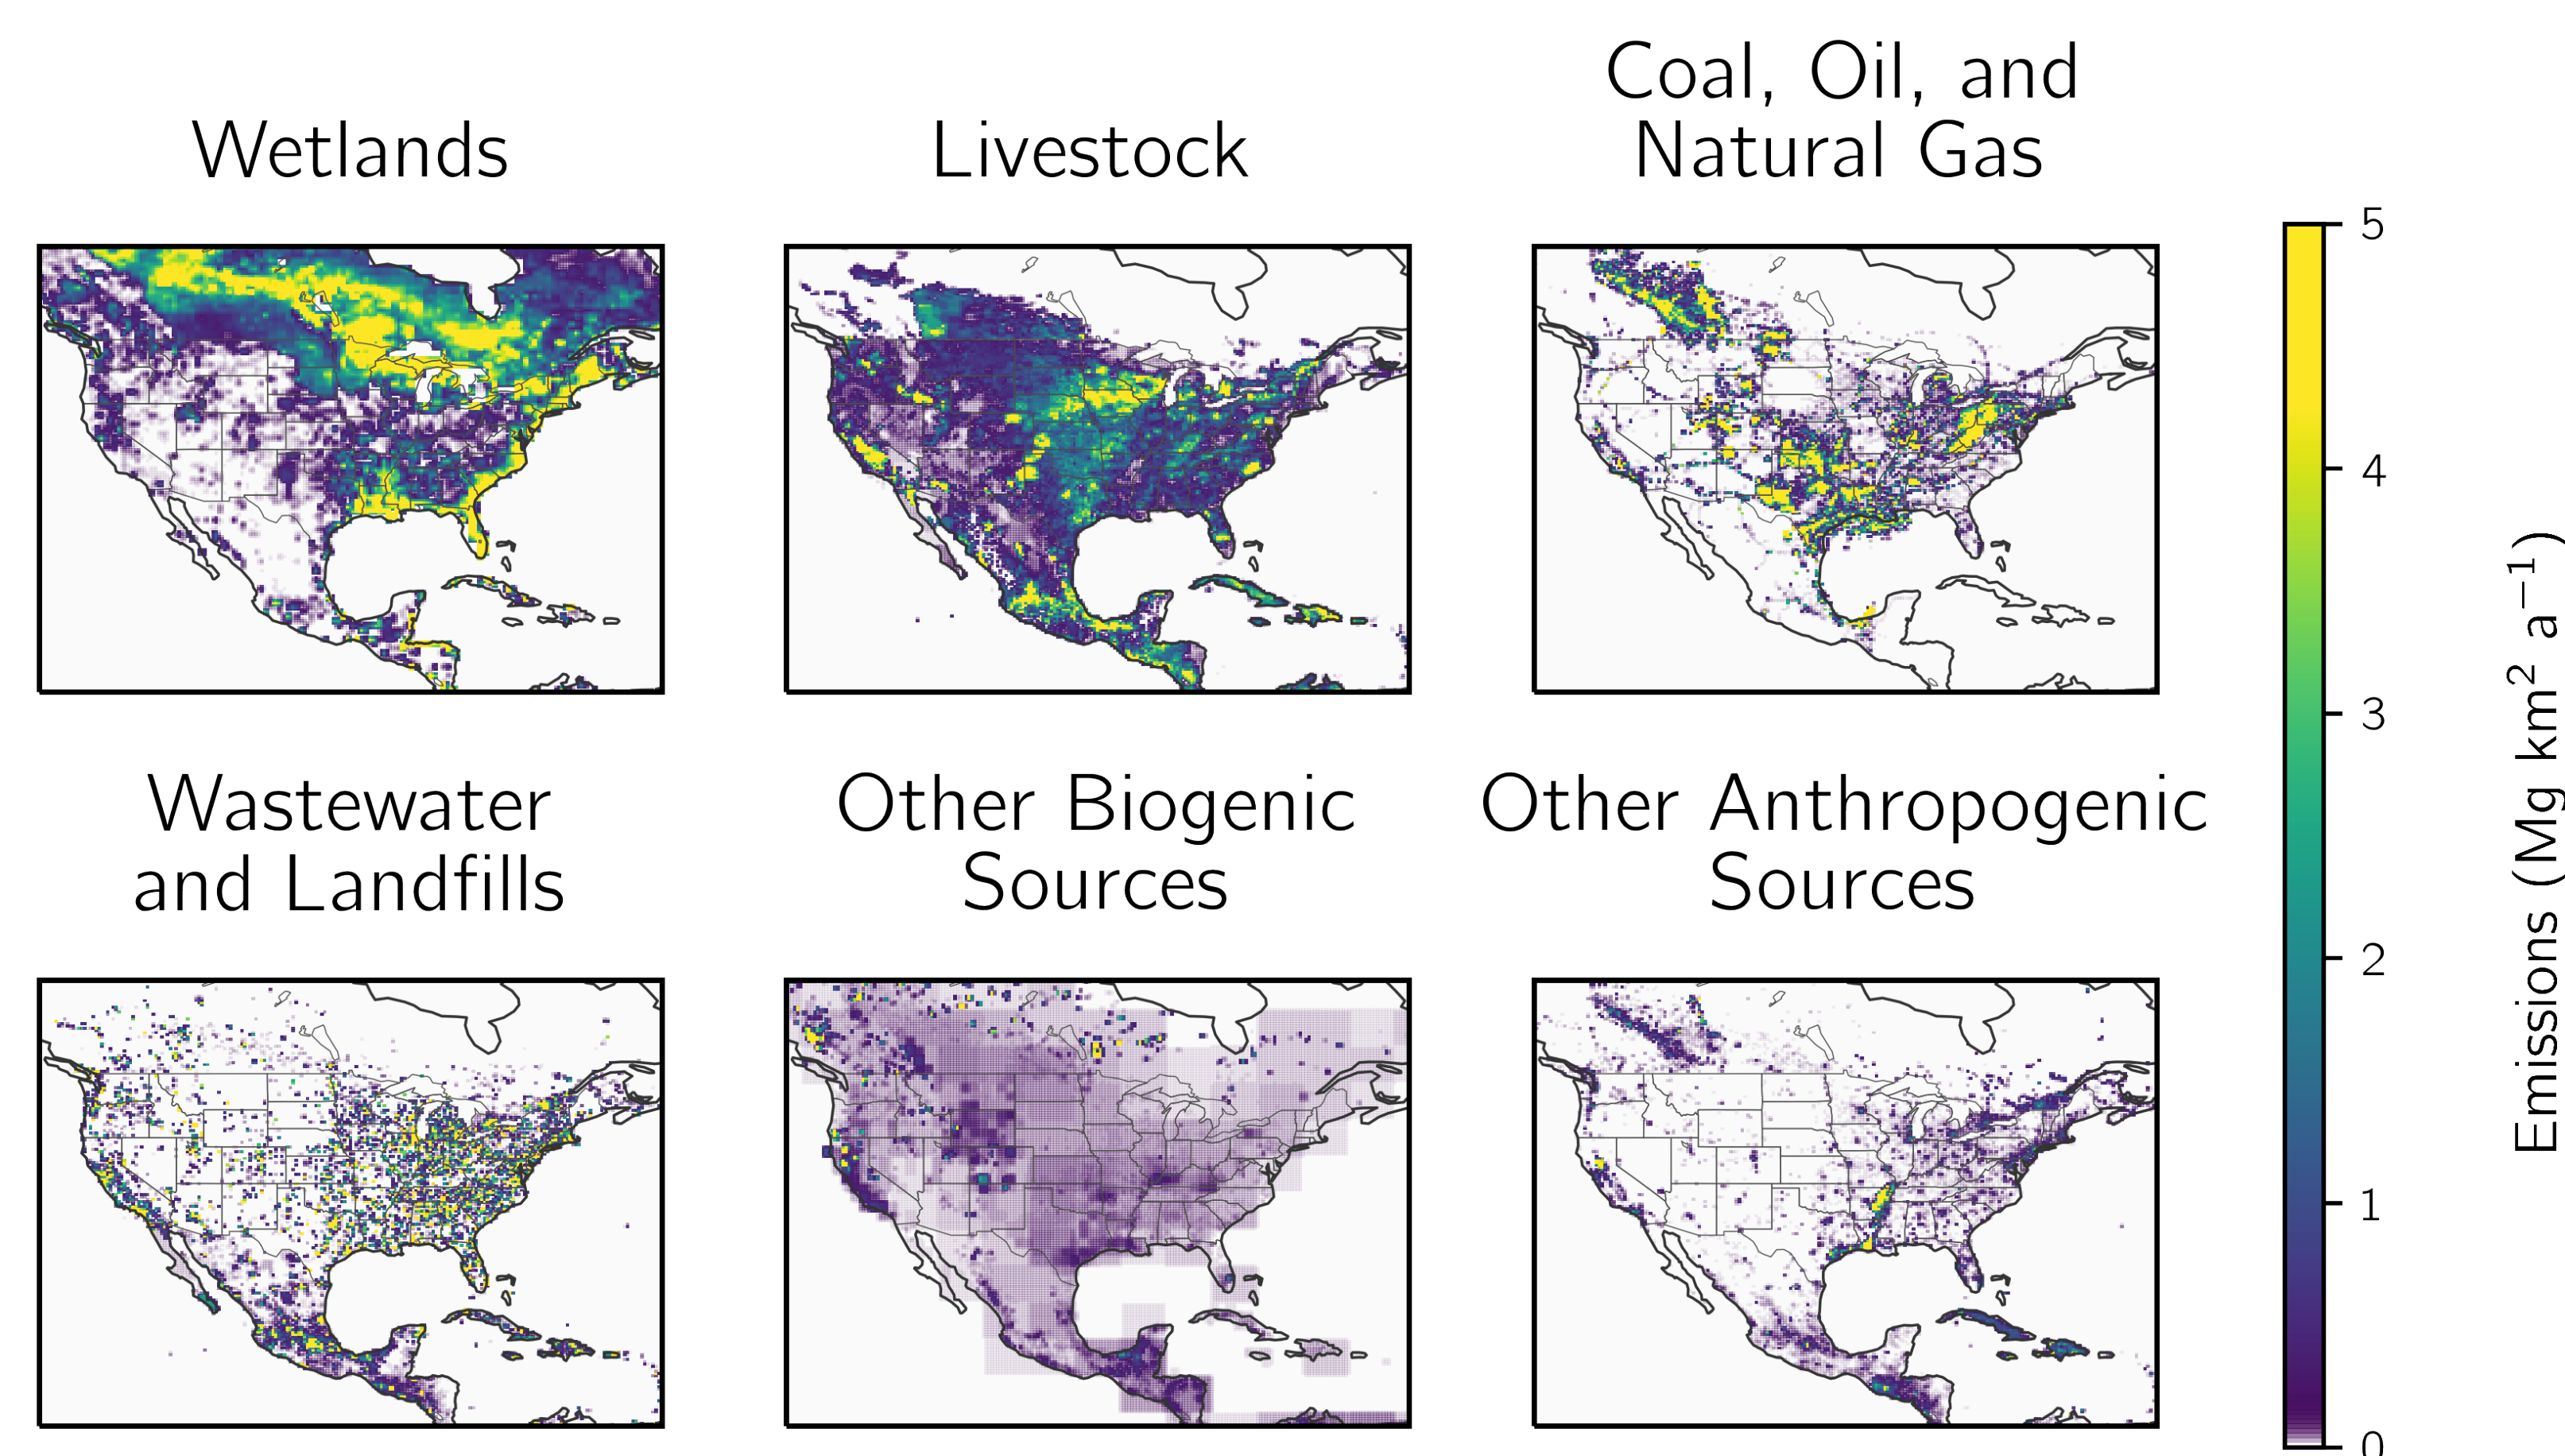 Wetlands
Livestock
Coal, Oil, and
Natural Gas
Wastewater
and Landfills
Other Biogenic
Sources
Other Anthropogenic
Sources
5
4
3
2
1
0
Emissions (Mg km² a⁻¹)